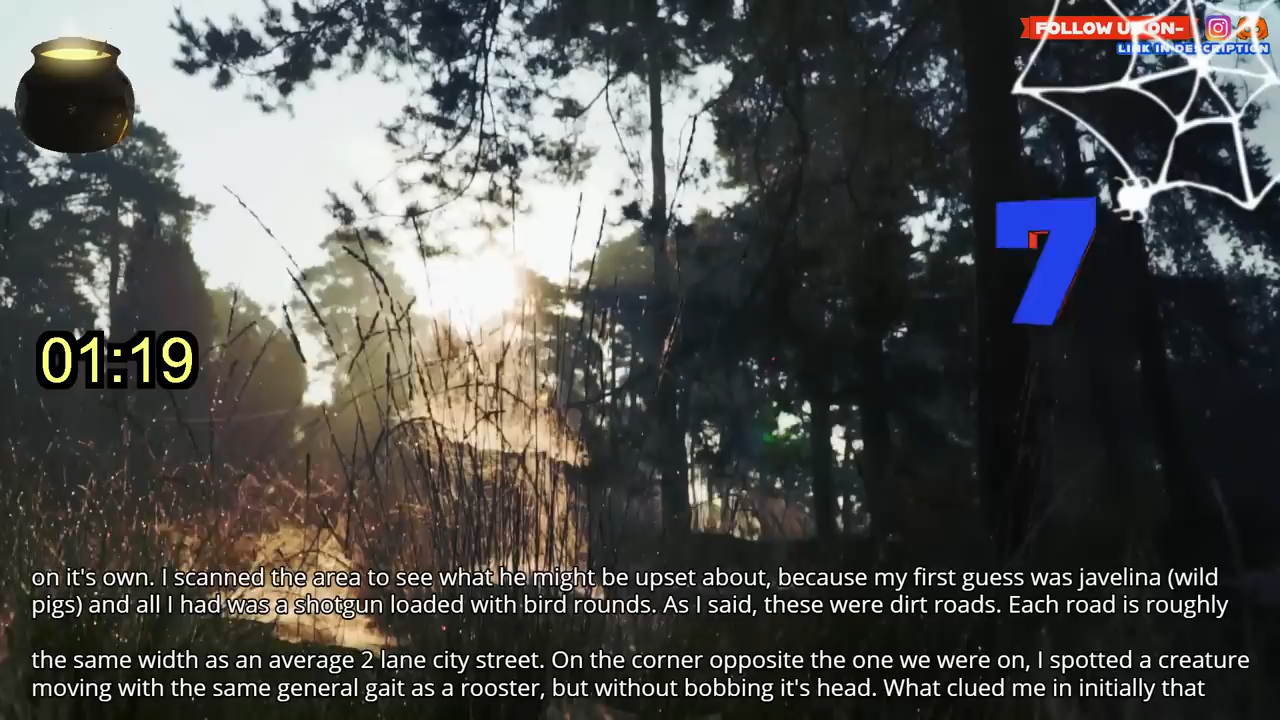 FOLLOW US ON-
LINK IN DESCRIPTION
7
01:19
on it's own. I scanned the area to see what he might be upset about, because my first guess was javelina (wild
pigs) and all I had was a shotgun loaded with bird rounds. As I said, these were dirt roads. Each road is roughly
the same width as an average 2 lane city street. On the corner opposite the one we were on, I spotted a creature
moving with the same general gait as a rooster, but without bobbing it's head. What clued me in initially that